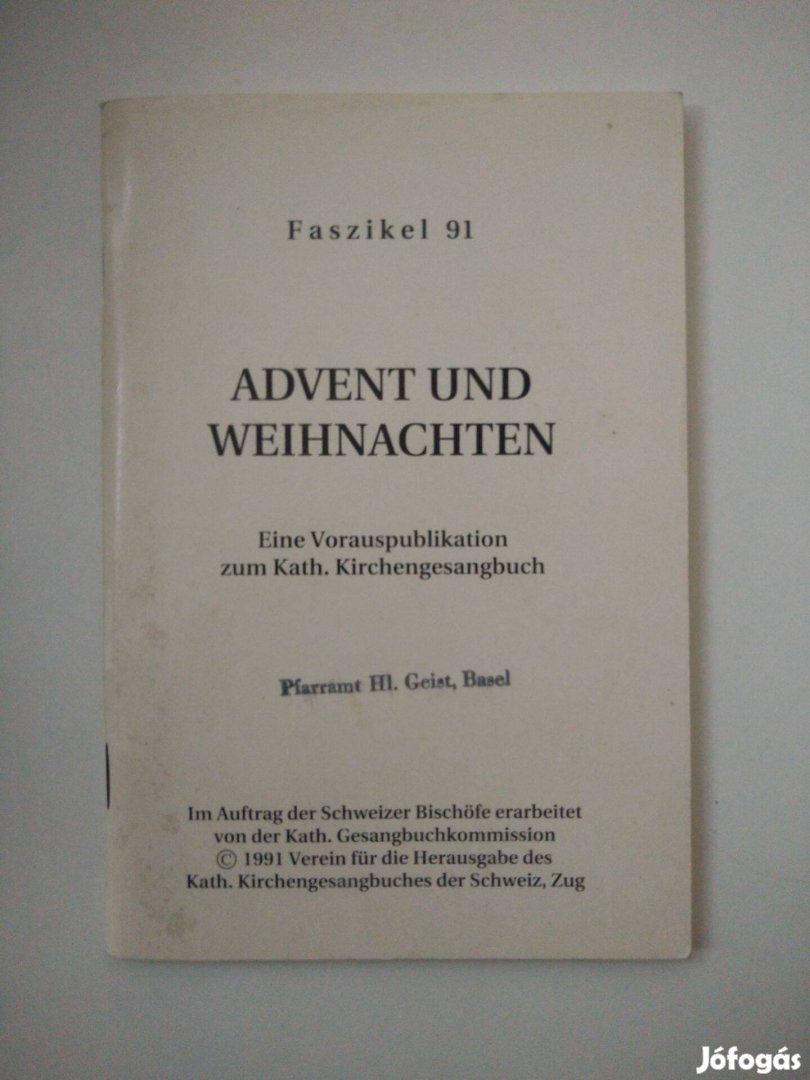 Faszikel 91
ADVENT UND
WEIHNACHTEN
Eine Vorauspublikation
zum Kath. Kirchengesangbuch
Pfarramt Hl. Geist, Basel
Im Auftrag der Schweizer Bischöfe erarbeitet
von der Kath. Gesangbuchkommission
© 1991 Verein für die Herausgabe des
Kath. Kirchengesangbuches der Schweiz, Zug
Jófogás